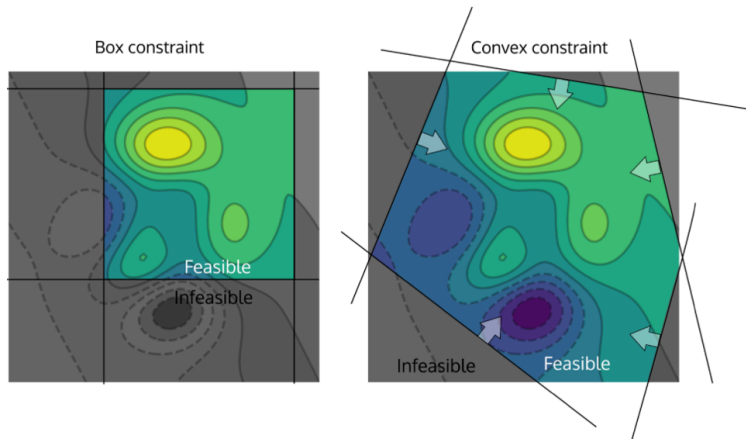 Box constraint
Convex constraint
Feasible
Infeasible
Infeasible
Feasible